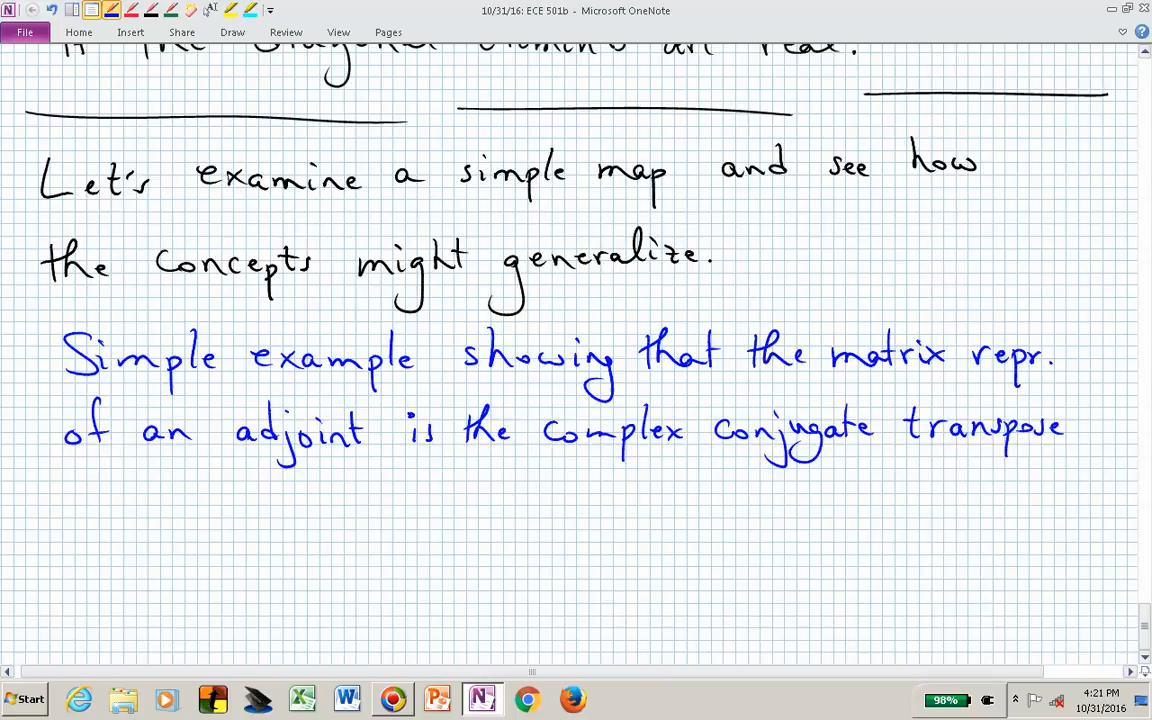 10/31/16: ECE 501b - Microsoft OneNote
File Home Insert Share Draw Review View Pages
real.
Let's examine a simple map and see how
the concepts might generalize.
Simple example showing that the matrix repr.
of an adjoint is the complex conjugate transpose
Start
98%
4:21 PM
10/31/2016